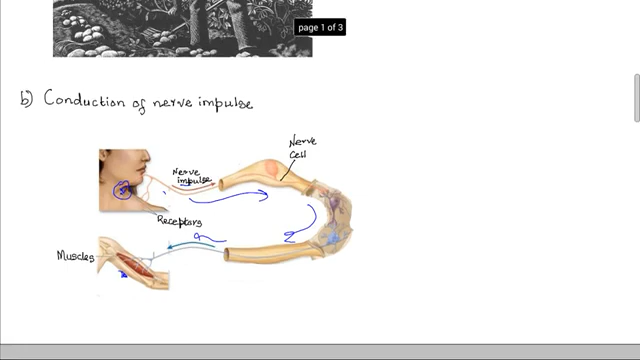 page 1 of 3
b) Conduction of nerve impulse
Nerve
cell
Nerve
impulse
Receptors
Muscles